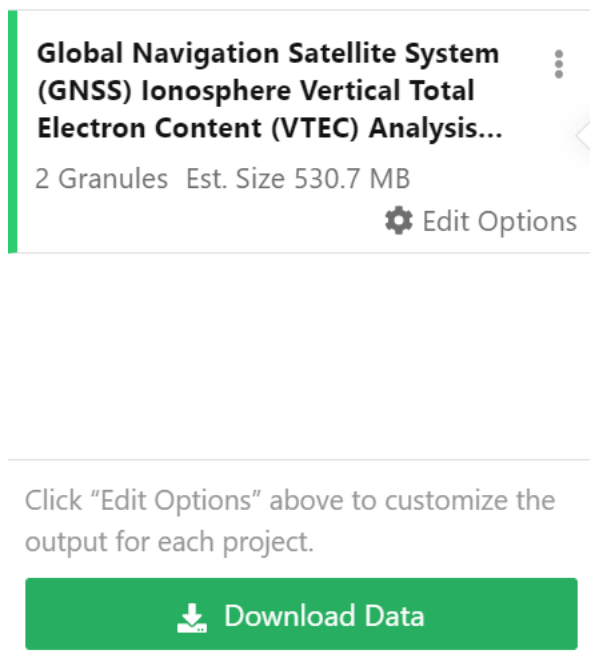 Global Navigation Satellite System
(GNSS) Ionosphere Vertical Total
Electron Content (VTEC) Analysis...
2 Granules Est. Size 530.7 MB
Edit Options
Click “Edit Options” above to customize the
output for each project.
Download Data